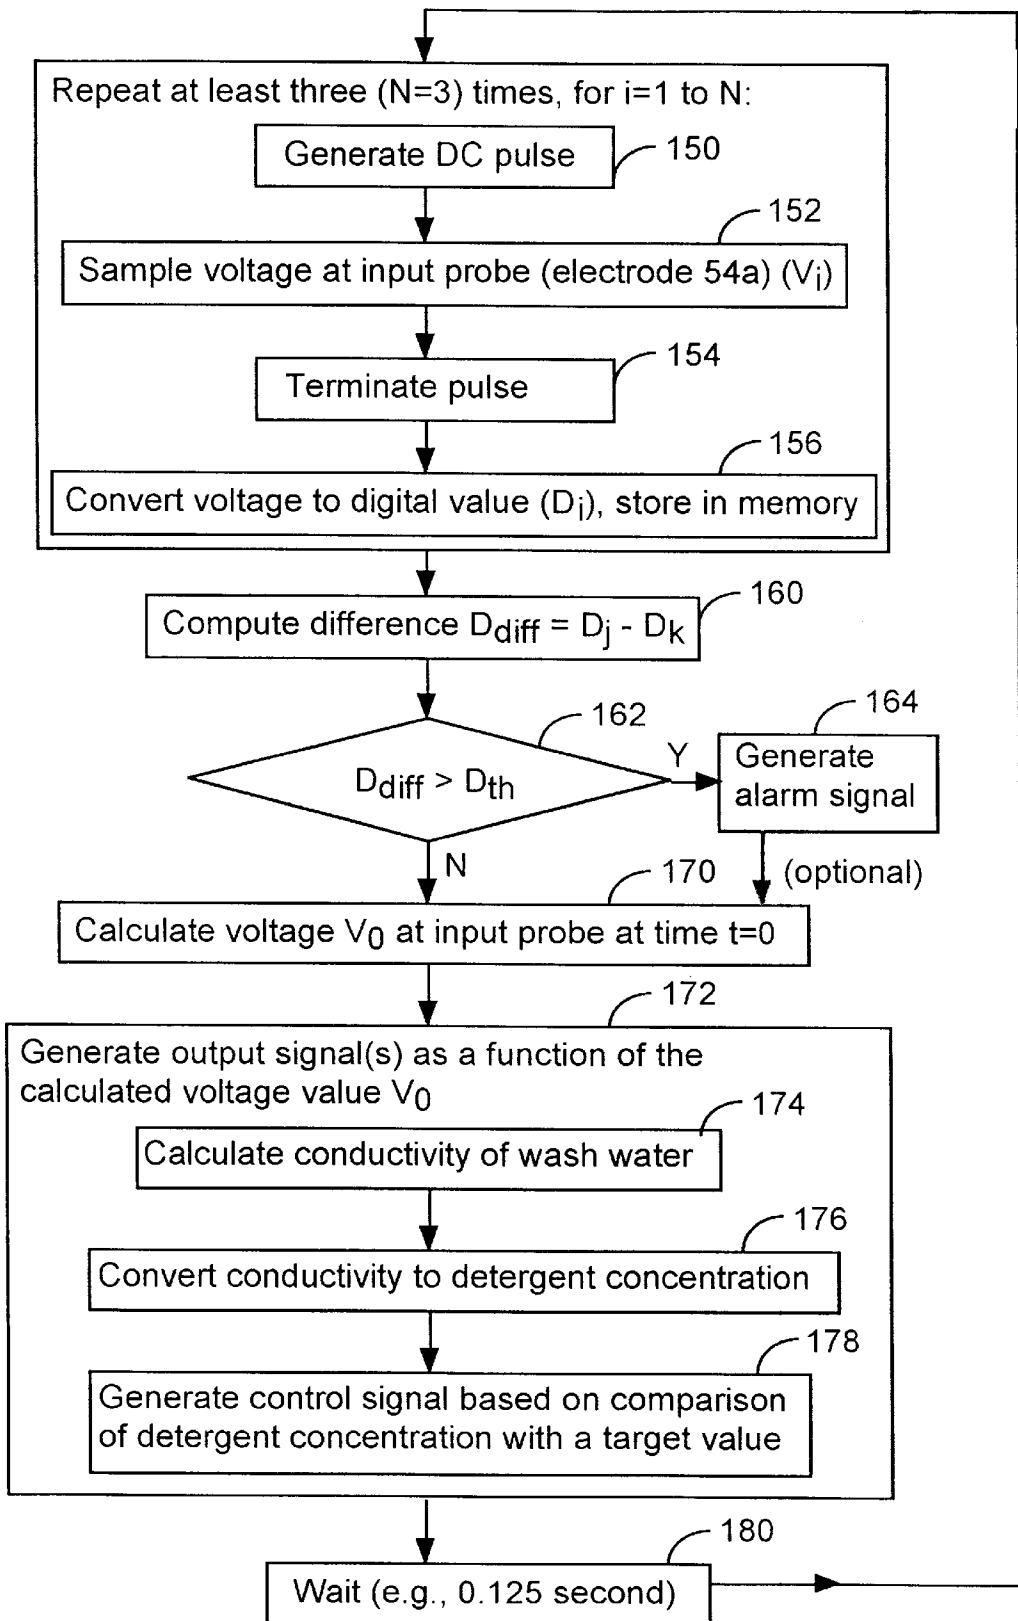 Repeat at least three (N=3) times, for i=1 to N:
Generate DC pulse
150
152
Sample voltage at input probe (electrode 54a) (Vi)
154
Terminate pulse
156
Convert voltage to digital value (Di), store in memory
160
Compute difference Ddiff = Dj - Dk
162
164
Ddiff > Dth
Y
Generate
alarm signal
N
170
(optional)
Calculate voltage V0 at input probe at time t=0
172
Generate output signal(s) as a function of the
calculated voltage value V0
174
Calculate conductivity of wash water
176
Convert conductivity to detergent concentration
178
Generate control signal based on comparison
of detergent concentration with a target value
180
Wait (e.g., 0.125 second)